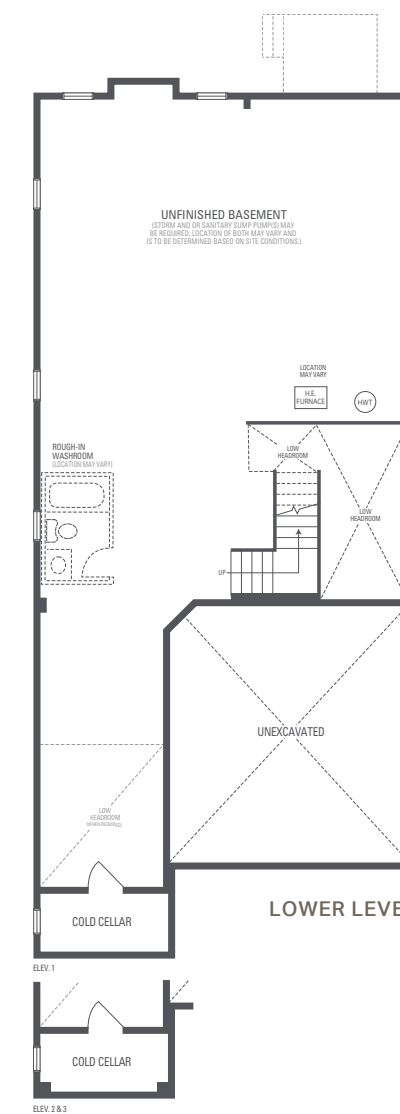 UNFINISHED BASEMENT
(STORM AND OR SANITARY SUMP PUMP(S) MAY
BE REQUIRED, LOCATION OF BOTH MAY VARY AND
IS TO BE DETERMINED BASED ON SITE CONDITIONS.)
LOCATION
MAY VARY
H.E.
FURNACE
HWT
ROUGH-IN
WASHROOM
(LOCATION MAY VARY)
LOW
HEADROOM
LOW
HEADROOM
UP
UNEXCAVATED
LOW
HEADROOM
(WHEN REQUIRED)
COLD CELLAR
LOWER LEVE
ELEV. 1
COLD CELLAR
ELEV. 2 & 3